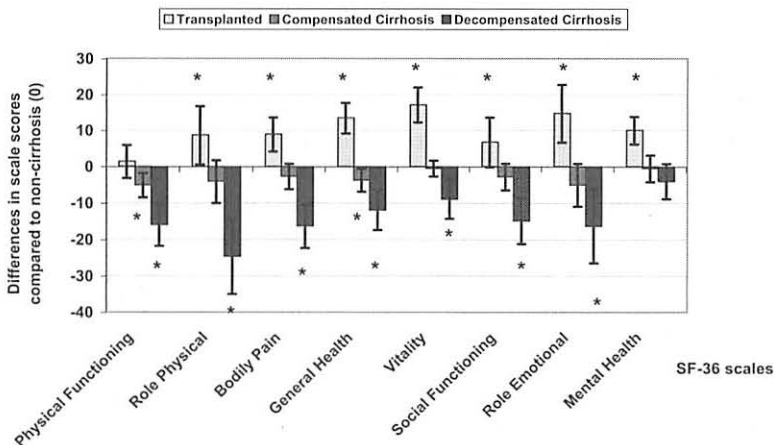 Transplanted Compensated Cirrhosis Decompensated Cirrhosis
Differences in scale scores
compared to non-cirrhosis (0)
30
20
10
0
-10
-20
-30
-40
* * * * * * *
* * * * * * * * *
Physical Functioning
Role Physical
Bodily Pain
General Health
Vitality
Social Functioning
Role Emotional
Mental Health
SF-36 scales